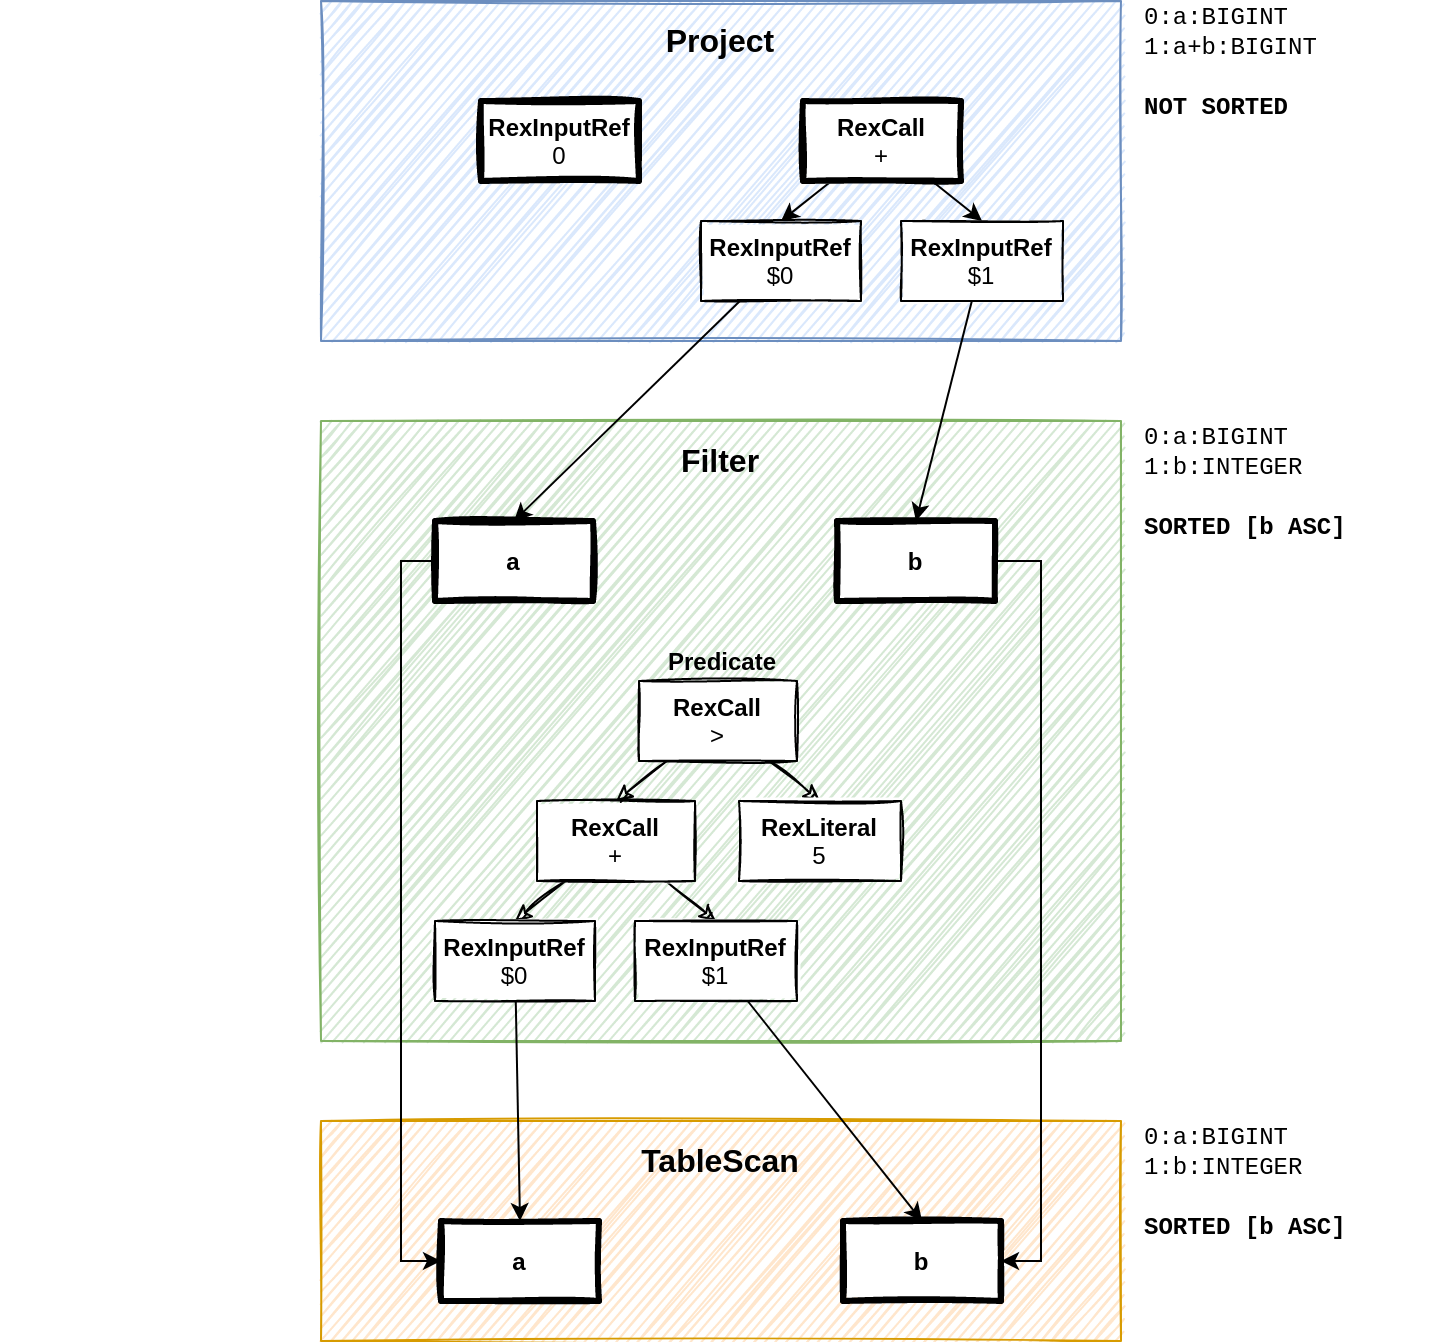 Project
0:a:BIGINT
1:a+b:BIGINT
NOT SORTED
RexInputRef
0
RexCall
+
RexInputRef
$0
RexInputRef
$1
Filter
0:a:BIGINT
1:b:INTEGER
SORTED [b ASC]
a
b
Predicate
RexCall
>
RexCall
+
RexLiteral
5
RexInputRef
$0
RexInputRef
$1
TableScan
0:a:BIGINT
1:b:INTEGER
SORTED [b ASC]
a
b